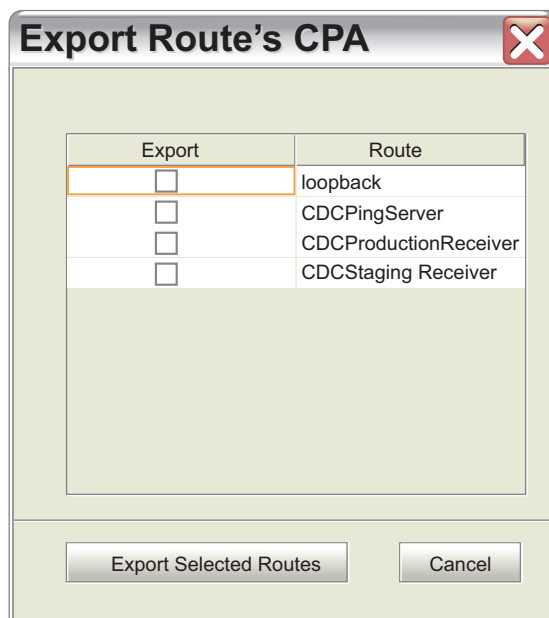 Export Route's CPA
Export Route
loopback
CDCPingServer
CDCProductionReceiver
CDCStaging Receiver
Export Selected Routes Cancel